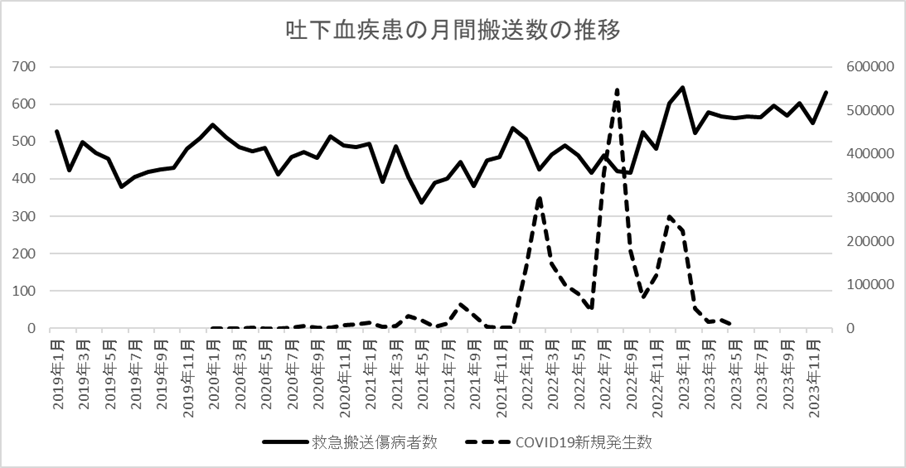 吐下血疾患の月間搬送数の推移
700
600
500
400
300
200
100
0
600000
500000
400000
300000
200000
100000
0
2019年1月
2019年3月
2019年5月
2019年7月
2019年9月
2019年11月
2020年1月
2020年3月
2020年5月
2020年7月
2020年9月
2020年11月
2021年1月
2021年3月
2021年5月
2021年7月
2021年9月
2021年11月
2022年1月
2022年3月
2022年5月
2022年7月
2022年9月
2022年11月
2023年1月
2023年3月
2023年5月
2023年7月
2023年9月
2023年11月
救急搬送傷病者数
COVID19新規発生数